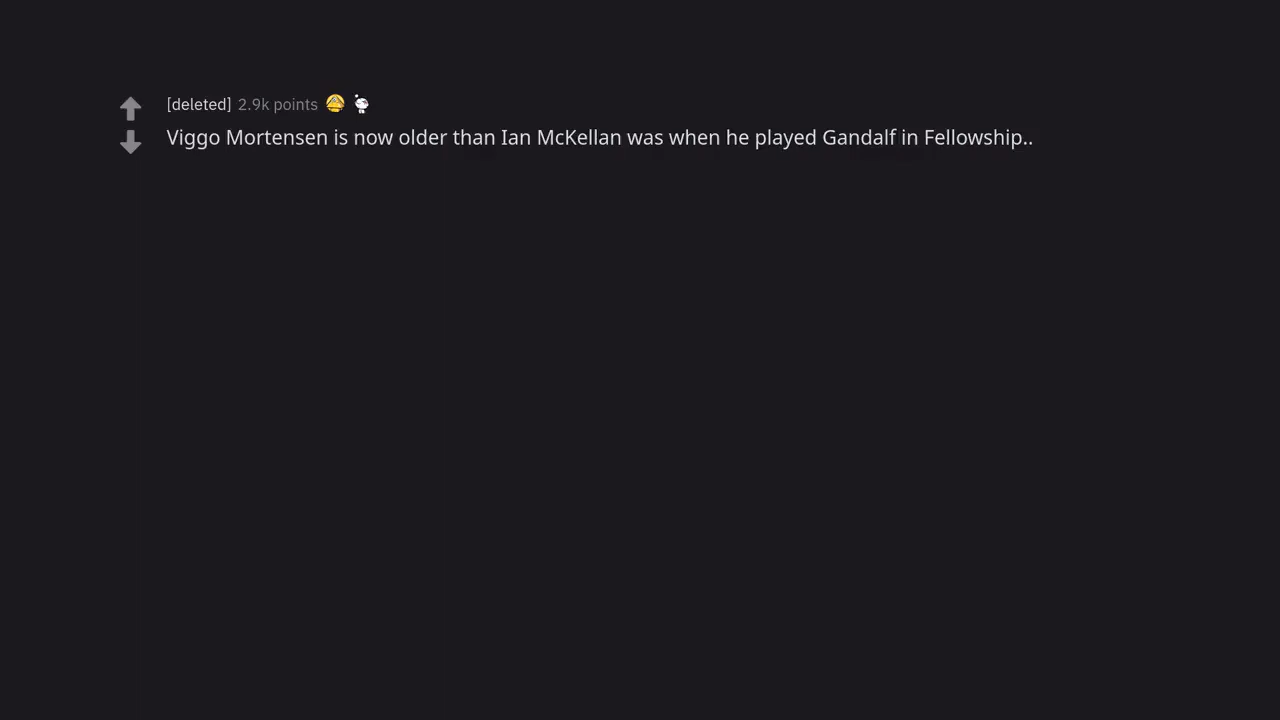 [deleted] 2.9k points
Viggo Mortensen is now older than Ian McKellan was when he played Gandalf in Fellowship..